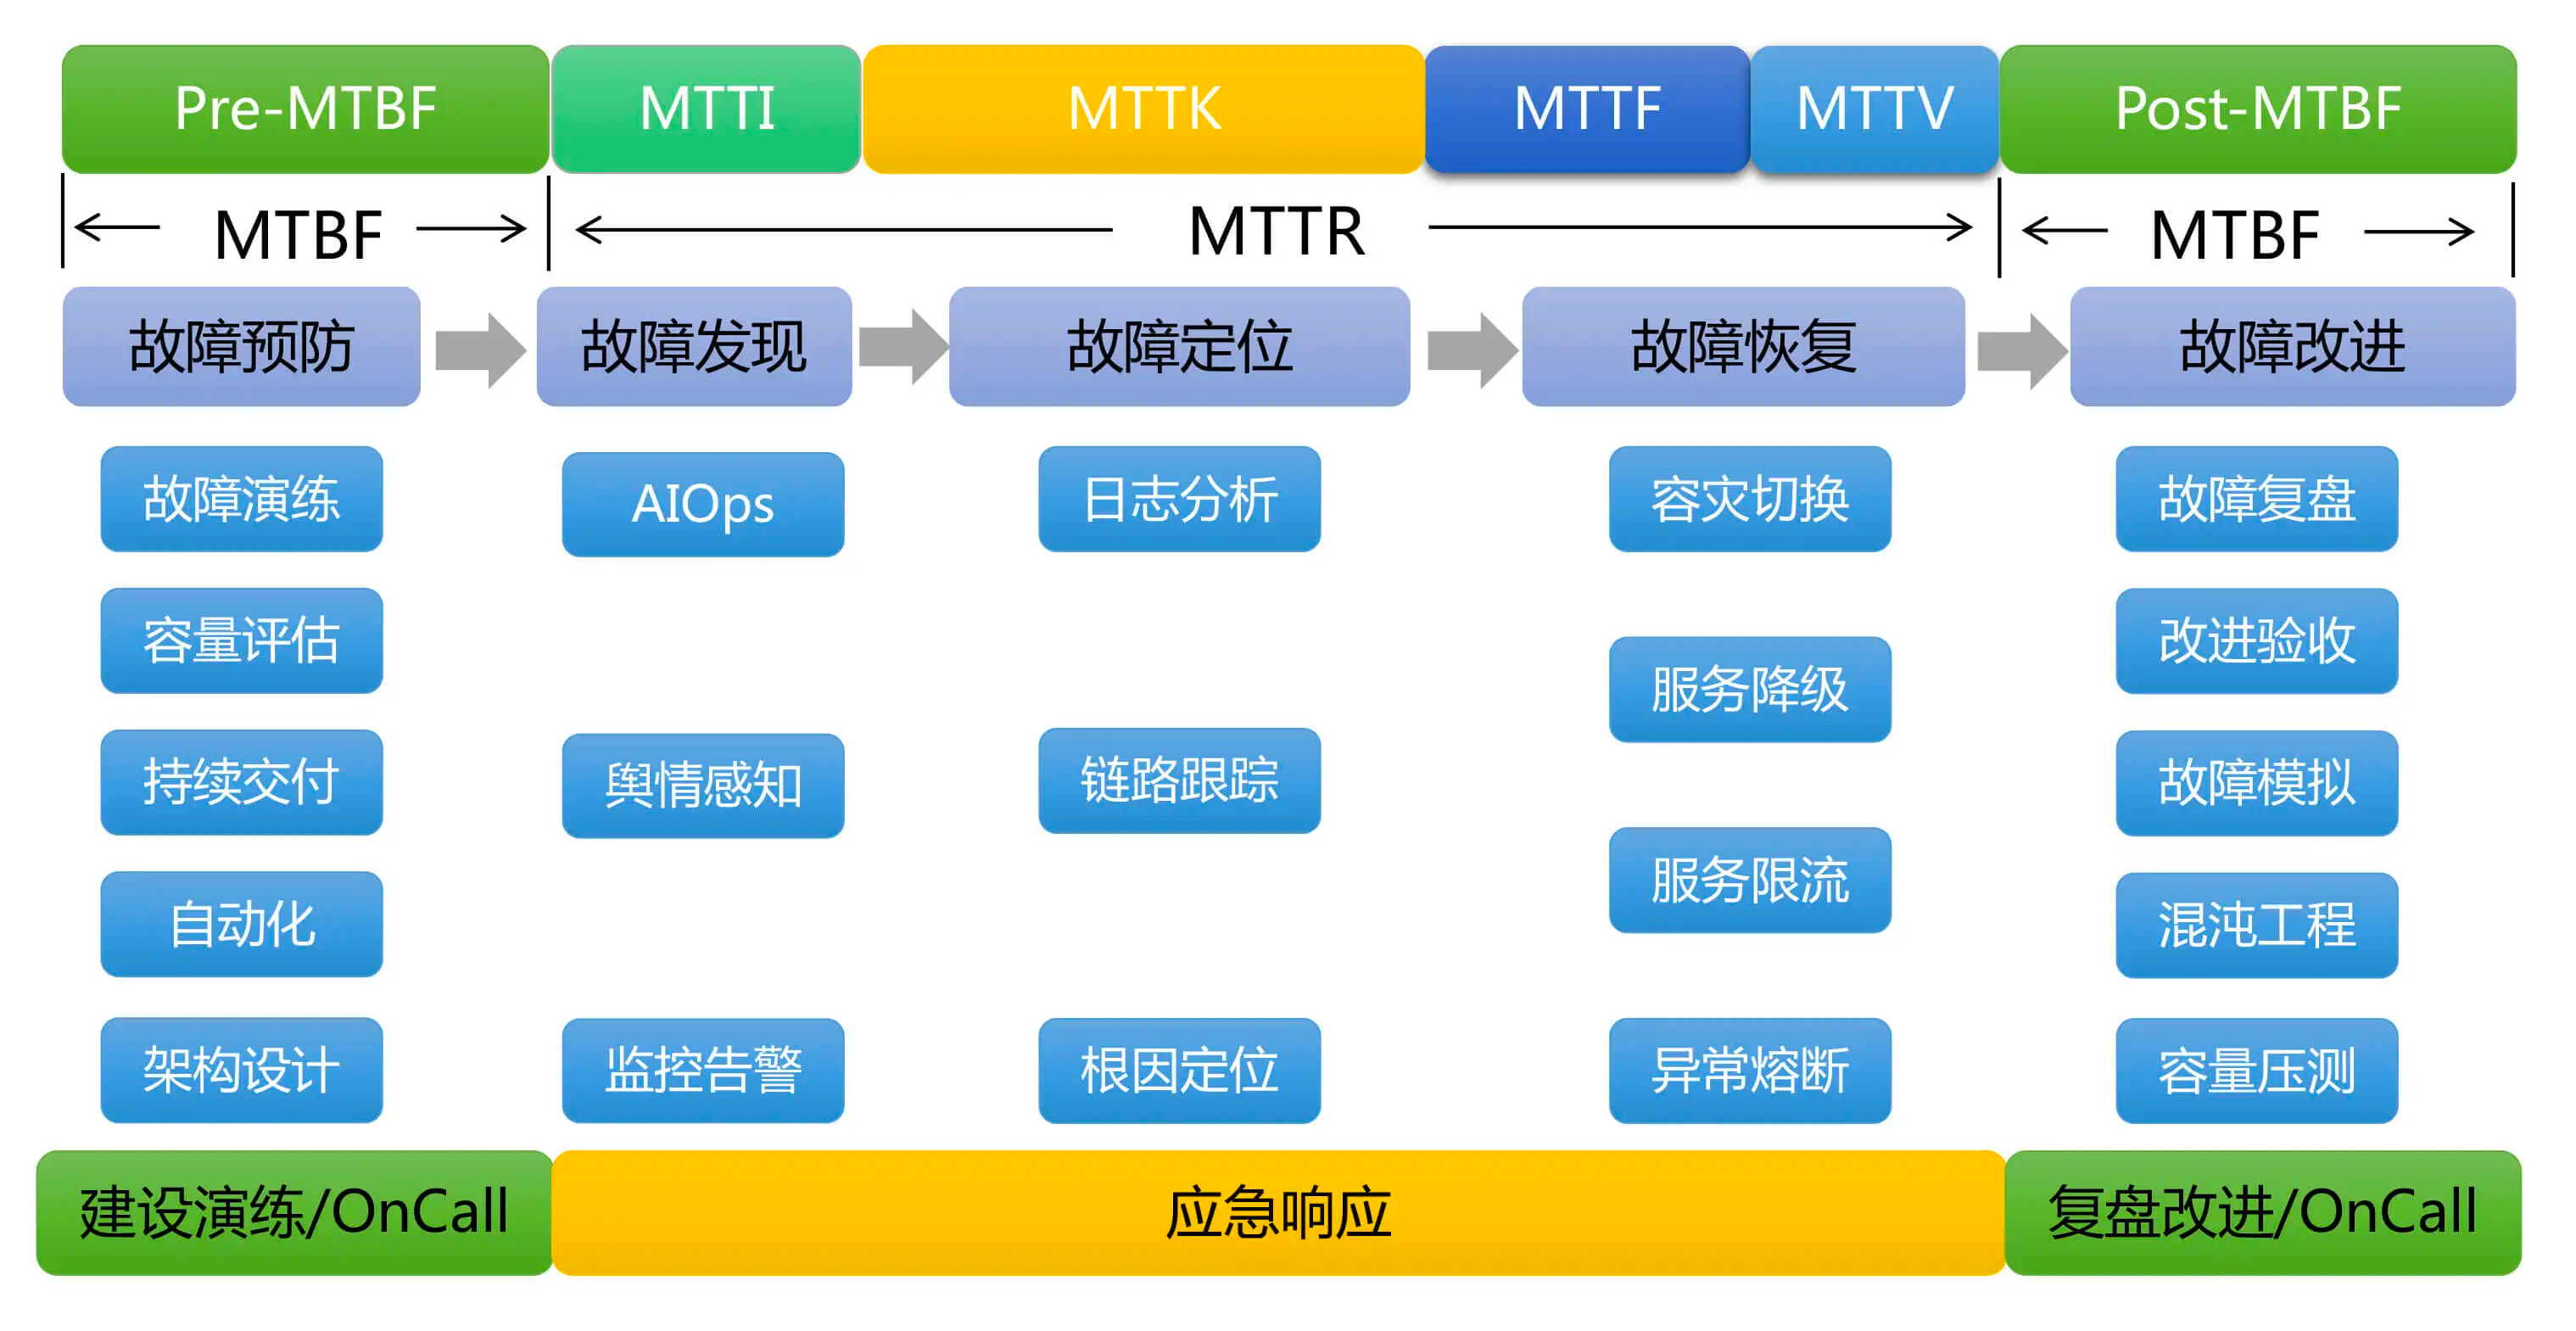 Pre-MTBF
MTTI
MTTK
MTTF
MTTV
Post-MTBF
MTBF
MTTR
MTBF
故障预防
故障发现
故障定位
故障恢复
故障改进
故障演练
容量评估
持续交付
自动化
架构设计
AIOps
舆情感知
监控告警
日志分析
链路跟踪
根因定位
容灾切换
服务降级
服务限流
异常熔断
故障复盘
改进验收
故障模拟
混沌工程
容量压测
建设演练/OnCall
应急响应
复盘改进/OnCall